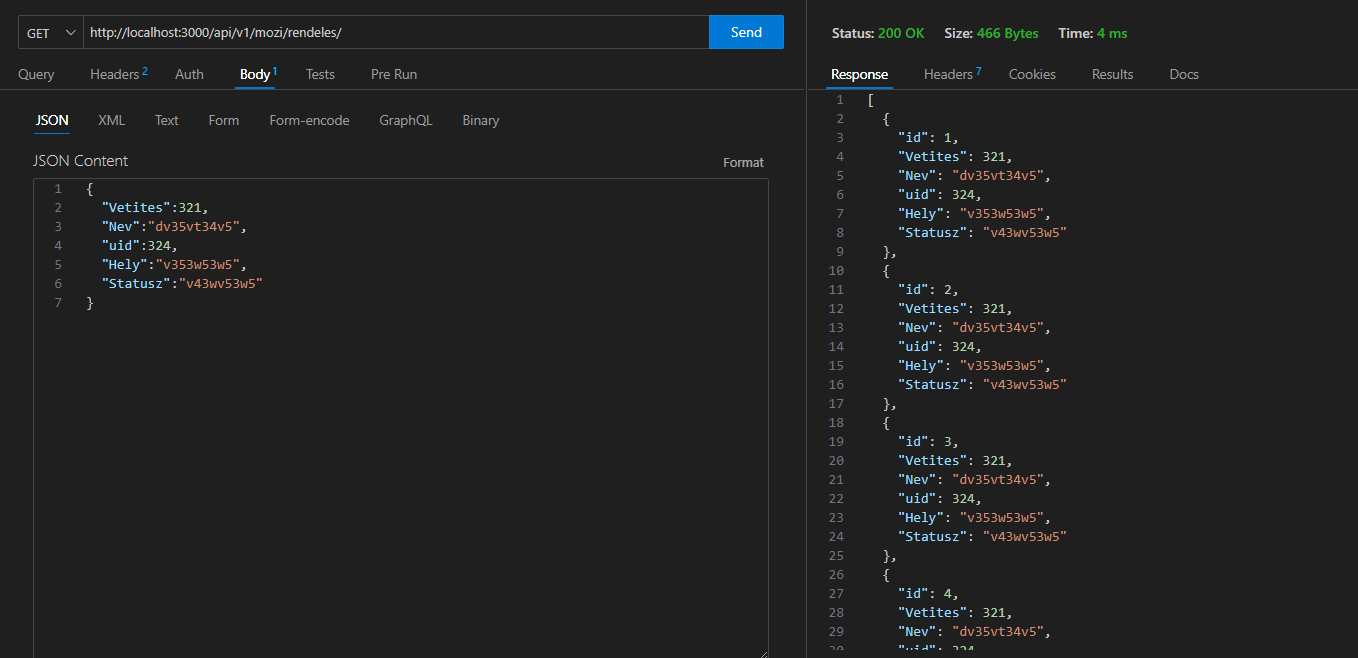 GET http://localhost:3000/api/v1/mozi/rendeles/ Send
Query Headers 2 Auth Body 1 Tests Pre Run
JSON XML Text Form Form-encode GraphQL Binary
JSON Content Format
1 {
2 "Vetites":321,
3 "Nev":"dv35vt34v5",
4 "uid":324,
5 "Hely":"v353w53w5",
6 "Statusz":"v43wv53w5"
7 }
Status: 200 OK Size: 466 Bytes Time: 4 ms
Response Headers 7 Cookies Results Docs
1 [
2 {
3 "id": 1,
4 "Vetites": 321,
5 "Nev": "dv35vt34v5",
6 "uid": 324,
7 "Hely": "v353w53w5",
8 "Statusz": "v43wv53w5"
9 },
10 {
11 "id": 2,
12 "Vetites": 321,
13 "Nev": "dv35vt34v5",
14 "uid": 324,
15 "Hely": "v353w53w5",
16 "Statusz": "v43wv53w5"
17 },
18 {
19 "id": 3,
20 "Vetites": 321,
21 "Nev": "dv35vt34v5",
22 "uid": 324,
23 "Hely": "v353w53w5",
24 "Statusz": "v43wv53w5"
25 },
26 {
27 "id": 4,
28 "Vetites": 321,
29 "Nev": "dv35vt34v5",